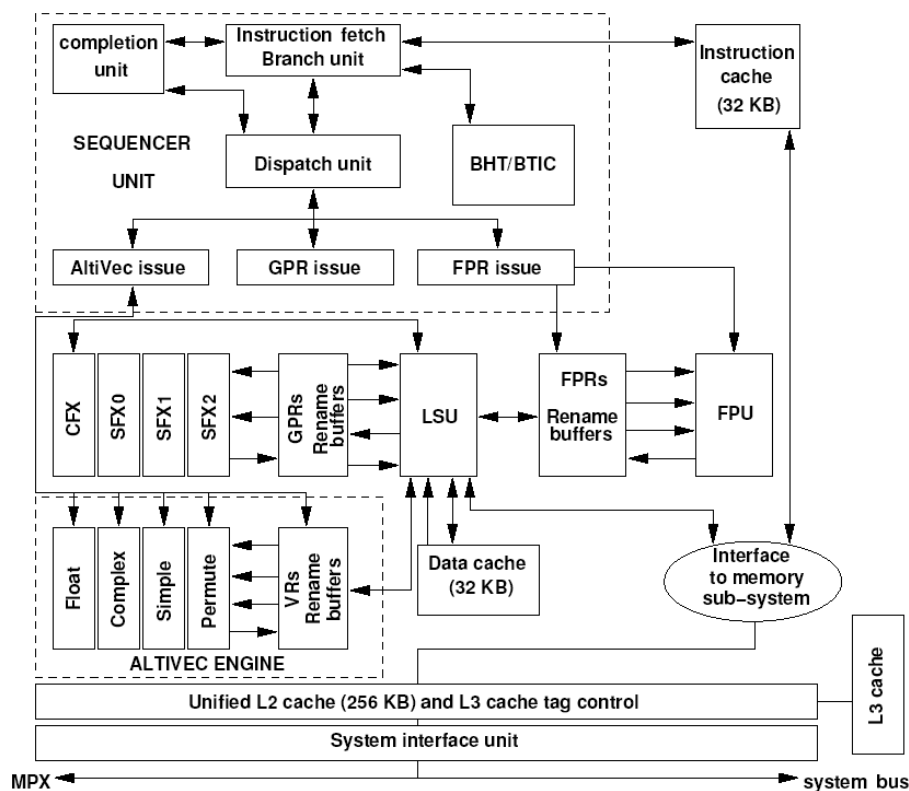 completion
unit
Instruction fetch
Branch unit
Instruction
cache
(32 KB)
SEQUENCER
UNIT
Dispatch unit
BHT/BTIC
AltiVec issue
GPR issue
FPR issue
CFX
SFX0
SFX1
SFX2
GPRs
Rename
buffers
LSU
FPRs
Rename
buffers
FPU
Float
Complex
Simple
Permute
VRs
Rename
buffers
Data cache
(32 KB)
Interface
to memory
sub-system
ALTIVEC ENGINE
L3 cache
Unified L2 cache (256 KB) and L3 cache tag control
System interface unit
MPX
system bus